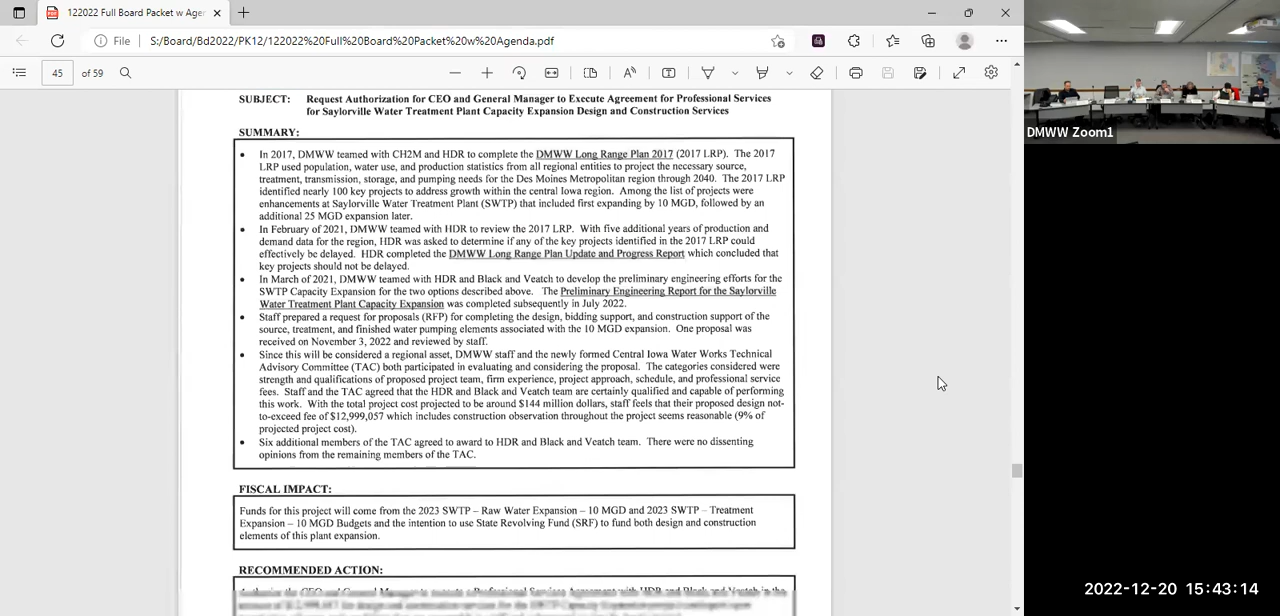 122022 Full Board Packet w Ager
File
S:/Board/Bd2022/PK12/122022%20Full%20Board%20Packet%20w%20Agenda.pdf
45 of 59
SUBJECT: Request Authorization for CEO and General Manager to Execute Agreement for Professional Services
for Saylorville Water Treatment Plant Capacity Expansion Design and Construction Services
SUMMARY:
• In 2017, DMWW teamed with CH2M and HDR to complete the DMWW Long Range Plan 2017 (2017 LRP). The 2017
LRP used population, water use, and production statistics from all regional entities to project the necessary source,
treatment, transmission, storage, and pumping needs for the Des Moines Metropolitan region through 2040. The 2017 LRP
identified nearly 100 key projects to address growth within the central Iowa region. Among the list of projects were
enhancements at Saylorville Water Treatment Plant (SWTP) that included first expanding by 10 MGD, followed by an
additional 25 MGD expansion later.
• In February of 2021, DMWW teamed with HDR to review the 2017 LRP. With five additional years of production and
demand data for the region, HDR was asked to determine if any of the key projects identified in the 2017 LRP could
effectively be delayed. HDR completed the DMWW Long Range Plan Update and Progress Report which concluded that
key projects should not be delayed.
• In March of 2021, DMWW teamed with HDR and Black and Veatch to develop the preliminary engineering efforts for the
SWTP Capacity Expansion for the two options described above. The Preliminary Engineering Report for the Saylorville
Water Treatment Plant Capacity Expansion was completed subsequently in July 2022.
• Staff prepared a request for proposals (RFP) for completing the design, bidding support, and construction support of the
source, treatment, and finished water pumping elements associated with the 10 MGD expansion. One proposal was
received on November 3, 2022 and reviewed by staff.
• Since this will be considered a regional asset, DMWW staff and the newly formed Central Iowa Water Works Technical
Advisory Committee (TAC) both participated in evaluating and considering the proposal. The categories considered were
strength and qualifications of proposed project team, firm experience, project approach, schedule, and professional service
fees. Staff and the TAC agreed that the HDR and Black and Veatch team are certainly qualified and capable of performing
this work. With the total project cost projected to be around $144 million dollars, staff feels that their proposed design not-
to-exceed fee of $12,999,057 which includes construction observation throughout the project seems reasonable (9% of
projected project cost).
• Six additional members of the TAC agreed to award to HDR and Black and Veatch team. There were no dissenting
opinions from the remaining members of the TAC.
FISCAL IMPACT:
Funds for this project will come from the 2023 SWTP – Raw Water Expansion – 10 MGD and 2023 SWTP – Treatment
Expansion – 10 MGD Budgets and the intention to use State Revolving Fund (SRF) to fund both design and construction
elements of this plant expansion.
RECOMMENDED ACTION:
DMWW Zoom1
2022-12-20 15:43:14